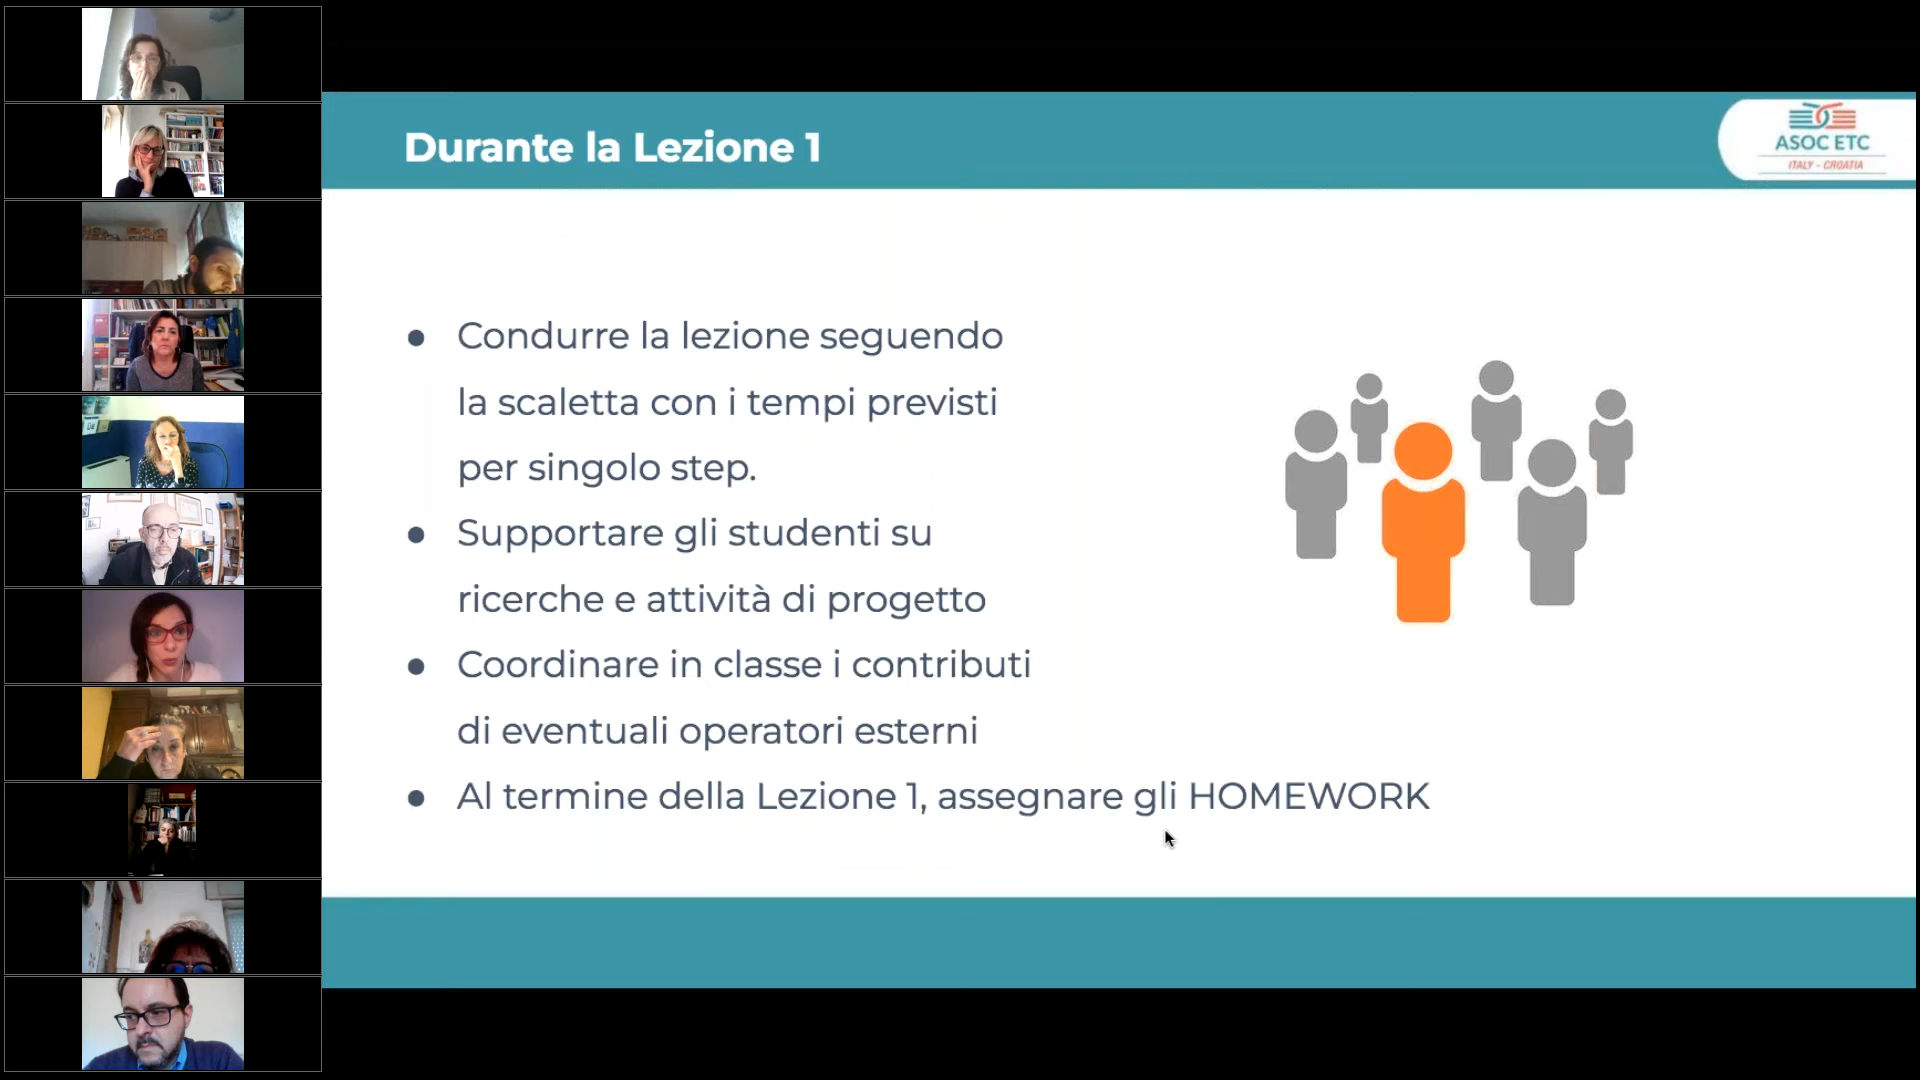 Durante la Lezione 1
ASOC ETC
ITALY - CROATIA
● Condurre la lezione seguendo
la scaletta con i tempi previsti
per singolo step.
● Supportare gli studenti su
ricerche e attività di progetto
● Coordinare in classe i contributi
di eventuali operatori esterni
● Al termine della Lezione 1, assegnare gli HOMEWORK